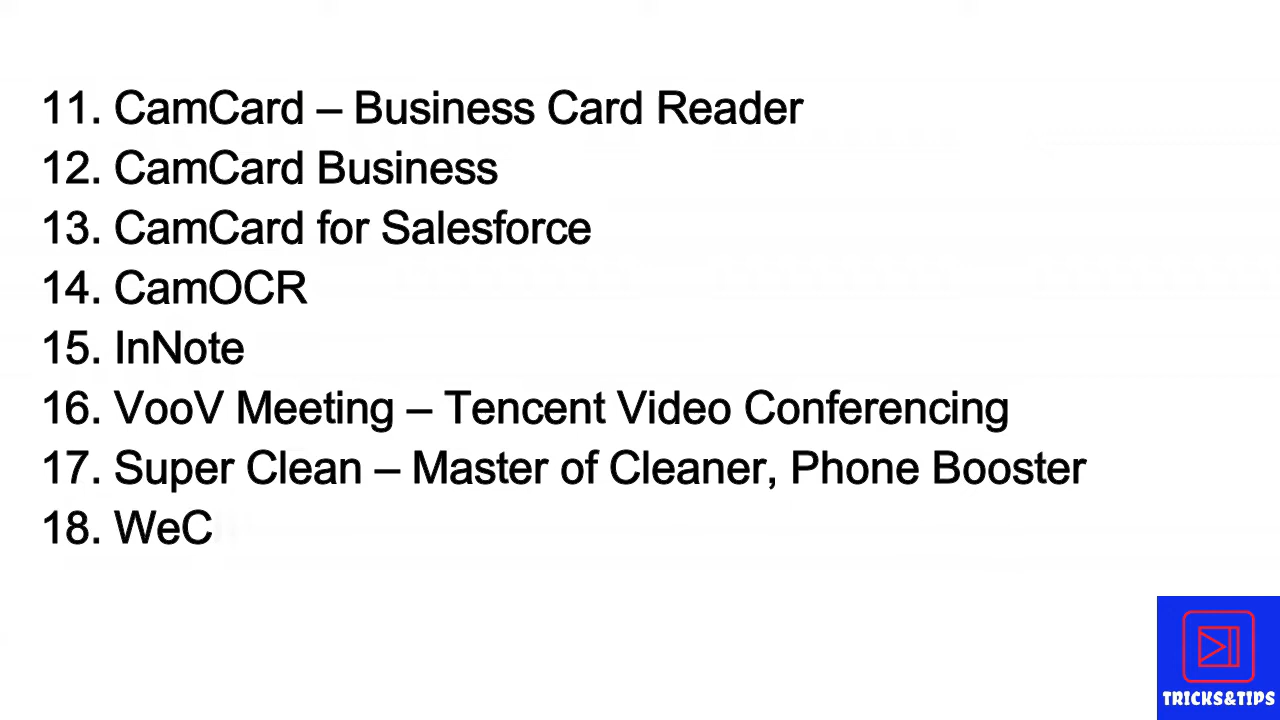 11. CamCard – Business Card Reader
12. CamCard Business
13. CamCard for Salesforce
14. CamOCR
15. InNote
16. VooV Meeting – Tencent Video Conferencing
17. Super Clean – Master of Cleaner, Phone Booster
18. WeC
TRICKS&TIPS